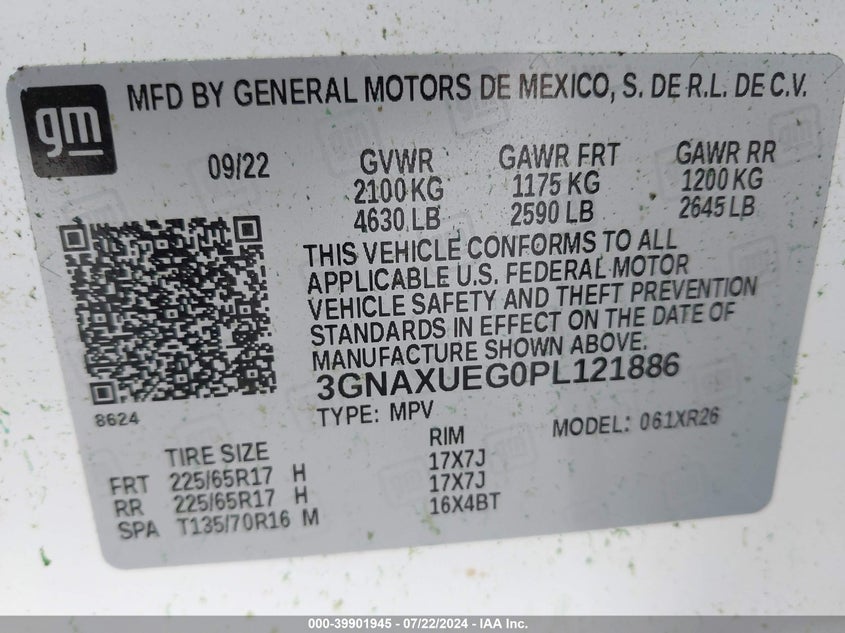 gm
MFD BY GENERAL MOTORS DE MEXICO, S. DE R.L. DE C.V.
09/22 GVWR GAWR FRT GAWR RR
2100 KG 1175 KG 1200 KG
4630 LB 2590 LB 2645 LB
THIS VEHICLE CONFORMS TO ALL
APPLICABLE U.S. FEDERAL MOTOR
VEHICLE SAFETY AND THEFT PREVENTION
STANDARDS IN EFFECT ON THE DATE OF
MANUFACTURE SHOWN ABOVE.
3GNAXUEG0PL121886
8624
TYPE: MPV MODEL: 061XR26
TIRE SIZE RIM
FRT 225/65R17 H 17X7J
RR 225/65R17 H 17X7J
SPA T135/70R16 M 16X4BT
000-39901945 - 07/22/2024 - IAA Inc.